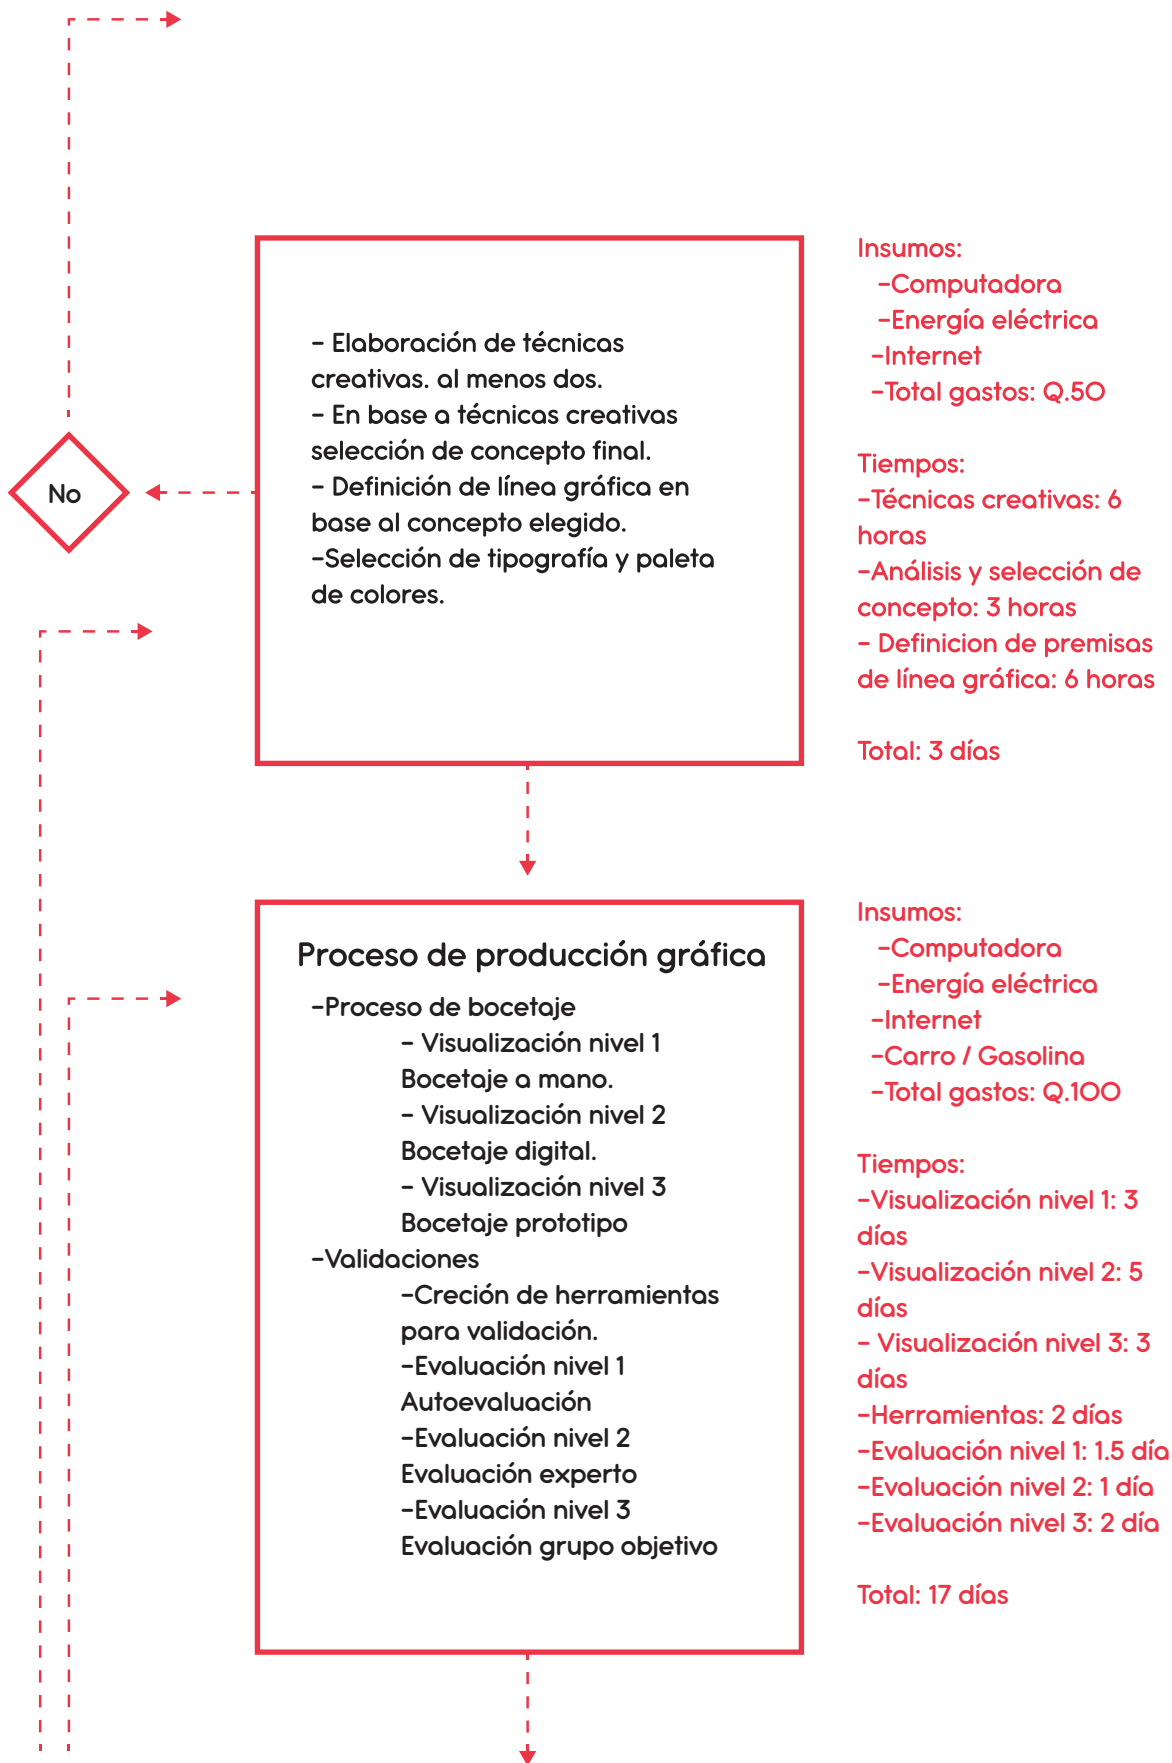 No
- Elaboración de técnicas
creativas. al menos dos.
- En base a técnicas creativas
selección de concepto final.
- Definición de línea gráfica en
base al concepto elegido.
-Selección de tipografía y paleta
de colores.
Insumos:
-Computadora
-Energía eléctrica
-Internet
-Total gastos: Q.50
Tiempos:
-Técnicas creativas: 6
horas
-Análisis y selección de
concepto: 3 horas
- Definicion de premisas
de línea gráfica: 6 horas
Total: 3 días
Proceso de producción gráfica
-Proceso de bocetaje
- Visualización nivel 1
Bocetaje a mano.
- Visualización nivel 2
Bocetaje digital.
- Visualización nivel 3
Bocetaje prototipo
-Validaciones
-Creción de herramientas
para validación.
-Evaluación nivel 1
Autoevaluación
-Evaluación nivel 2
Evaluación experto
-Evaluación nivel 3
Evaluación grupo objetivo
Insumos:
-Computadora
-Energía eléctrica
-Internet
-Carro / Gasolina
-Total gastos: Q.100
Tiempos:
-Visualización nivel 1: 3
días
-Visualización nivel 2: 5
días
- Visualización nivel 3: 3
días
-Herramientas: 2 días
-Evaluación nivel 1: 1.5 día
-Evaluación nivel 2: 1 día
-Evaluación nivel 3: 2 día
Total: 17 días